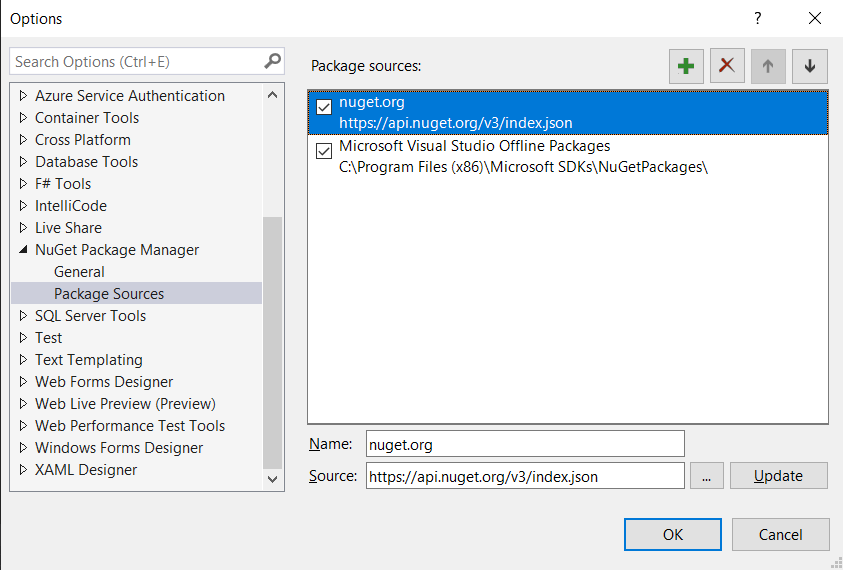 Options
?
Search Options (Ctrl+E)
Azure Service Authentication
Container Tools
Cross Platform
Database Tools
F# Tools
IntelliCode
Live Share
NuGet Package Manager
General
Package Sources
SQL Server Tools
Test
Text Templating
Web Forms Designer
Web Live Preview (Preview)
Web Performance Test Tools
Windows Forms Designer
XAML Designer
Package sources:
nuget.org
https://api.nuget.org/v3/index.json
Microsoft Visual Studio Offline Packages
C:\Program Files (x86)\Microsoft SDKs\NuGetPackages\
Name: nuget.org
Source: https://api.nuget.org/v3/index.json ... Update
OK Cancel